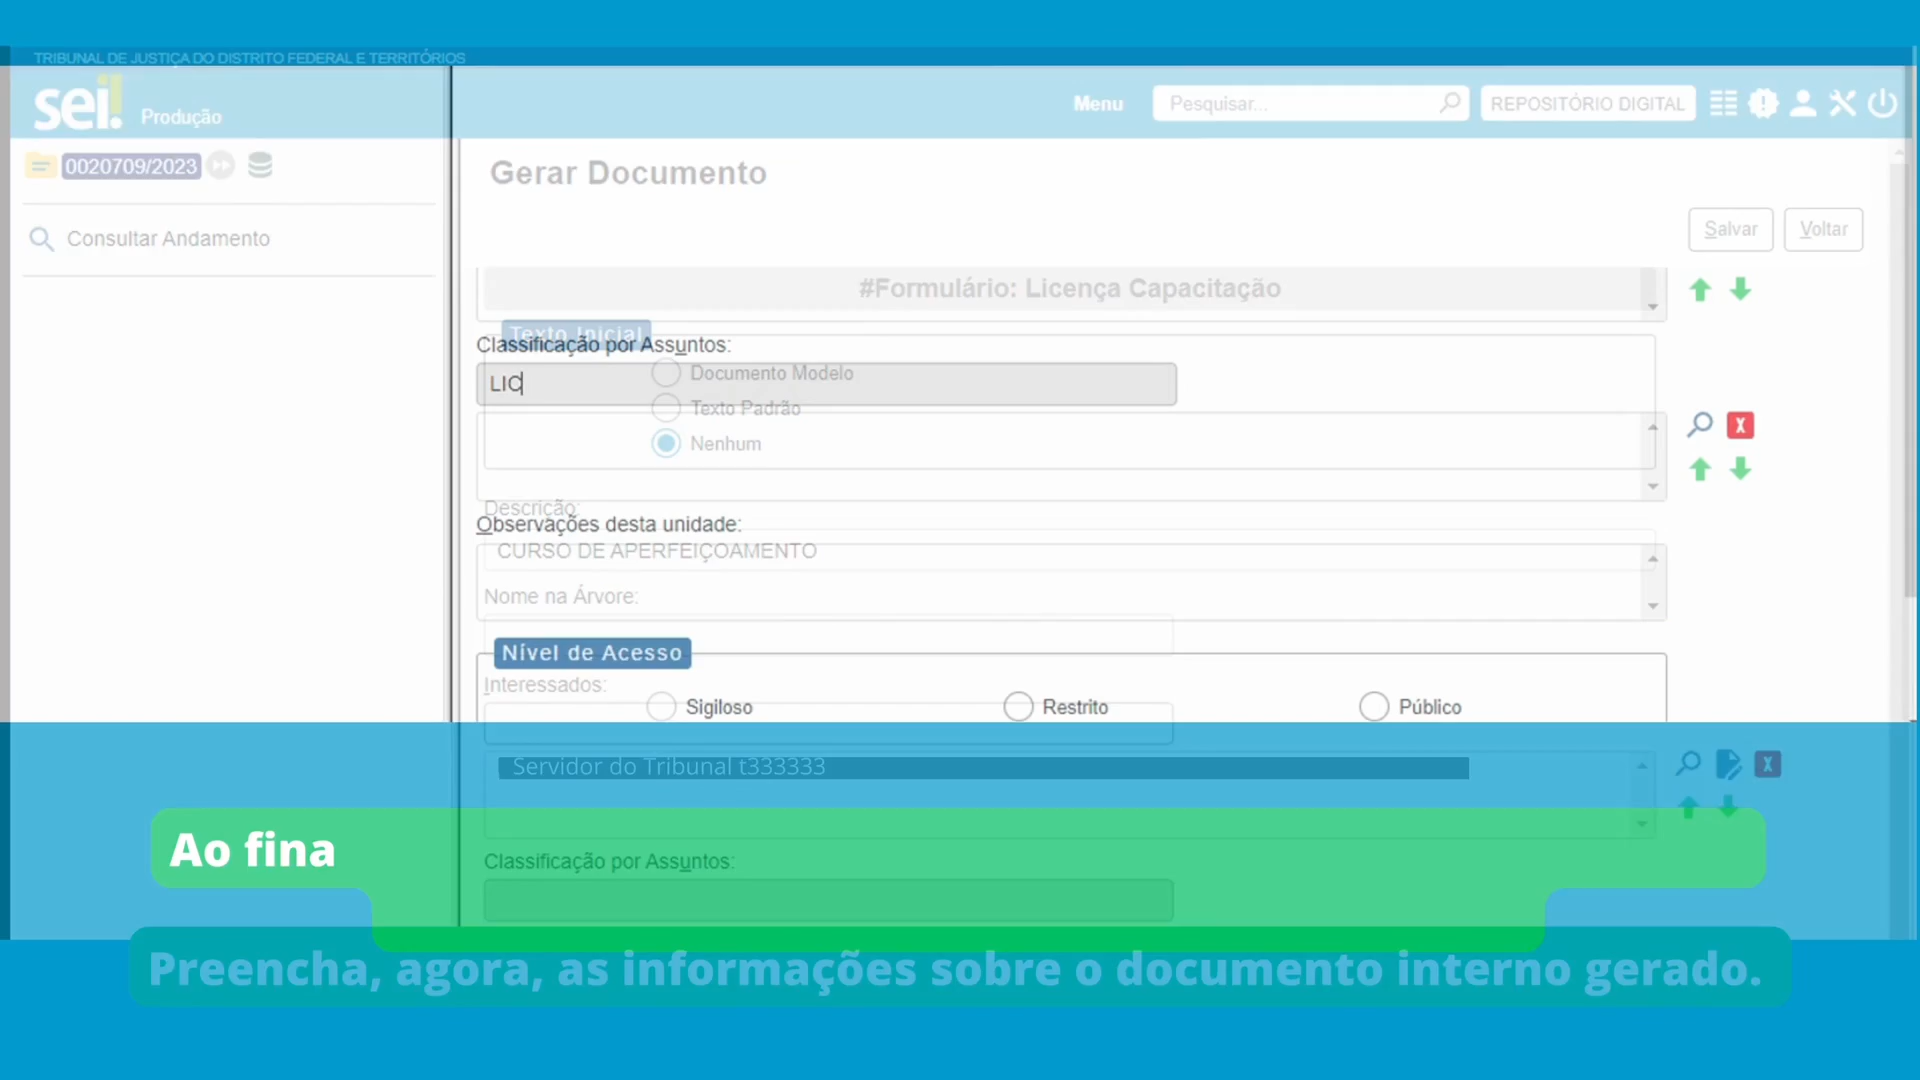 TRIBUNAL DE JUSTIÇA DO DISTRITO FEDERAL E TERRITÓRIOS
sei! Produção
Menu
Pesquisar...
REPOSITÓRIO DIGITAL
0020709/2023
Consultar Andamento
Gerar Documento
Salvar
Voltar
#Formulário: Licença Capacitação
Texto Inicial
Classificação por Assuntos:
LIC
Documento Modelo
Texto Padrão
Nenhum
Descrição:
Observações desta unidade:
CURSO DE APERFEIÇOAMENTO
Nome na Árvore:
Nível de Acesso
Interessados:
Sigiloso
Restrito
Público
Servidor do Tribunal t333333
Ao fina
Classificação por Assuntos:
Preencha, agora, as informações sobre o documento interno gerado.